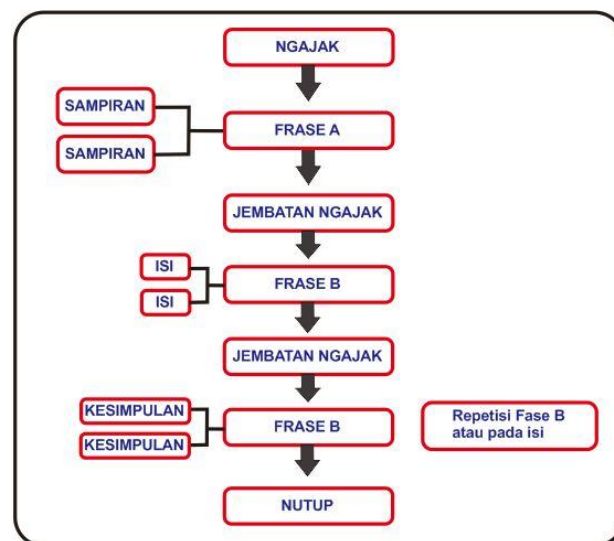 NGAJAK
SAMPIRAN
SAMPIRAN
FRASE A
JEMBATAN NGAJAK
ISI
ISI
FRASE B
JEMBATAN NGAJAK
KESIMPULAN
KESIMPULAN
FRASE B
Repetisi Fase B
atau pada isi
NUTUP